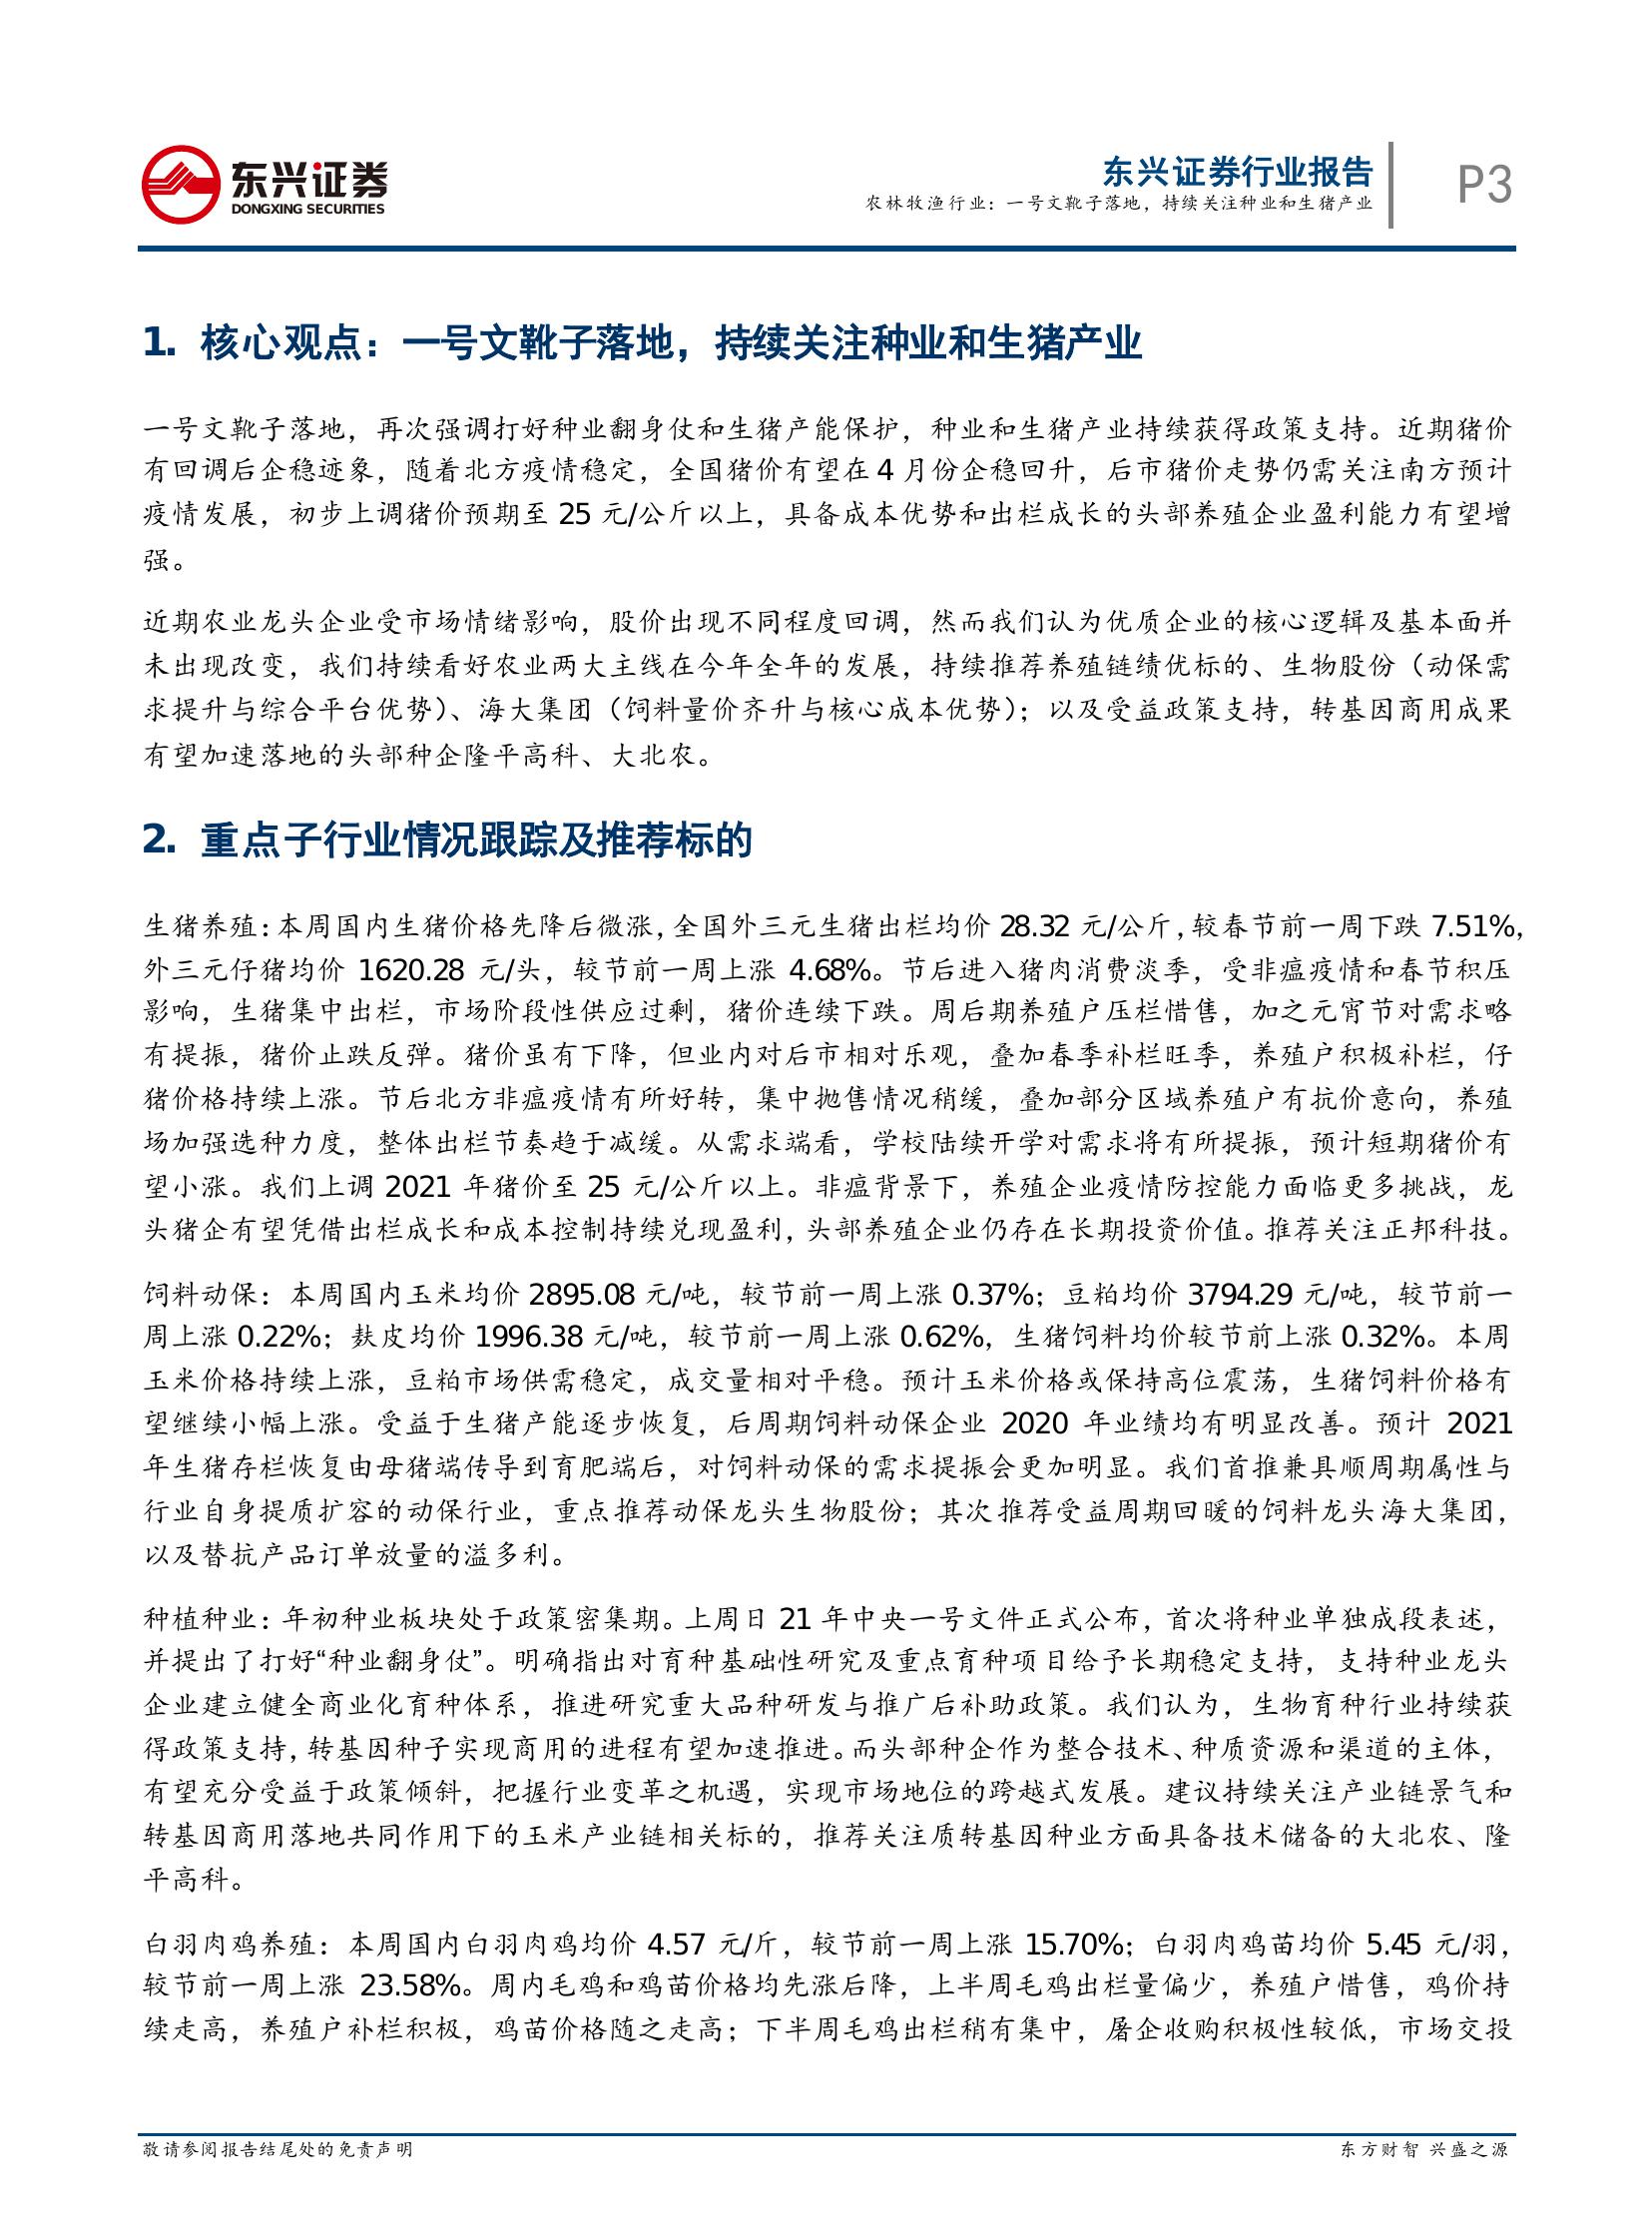 东兴证券
DONGXING SECURITIES
东兴证券行业报告
农林牧渔行业：一号文靴子落地，持续关注种业和生猪产业
P3
1. 核心观点：一号文靴子落地，持续关注种业和生猪产业
一号文靴子落地，再次强调打好种业翻身仗和生猪产能保护，种业和生猪产业持续获得政策支持。近期猪价
有回调后企稳迹象，随着北方疫情稳定，全国猪价有望在 4 月份企稳回升，后市猪价走势仍需关注南方预计
疫情发展，初步上调猪价预期至 25 元/公斤以上，具备成本优势和出栏成长的头部养殖企业盈利能力有望增
强。
近期农业龙头企业受市场情绪影响，股价出现不同程度回调，然而我们认为优质企业的核心逻辑及基本面并
未出现改变，我们持续看好农业两大主线在今年全年的发展，持续推荐养殖链绩优标的、生物股份（动保需
求提升与综合平台优势）、海大集团（饲料量价齐升与核心成本优势）；以及受益政策支持，转基因商用成果
有望加速落地的头部种企隆平高科、大北农。
2. 重点子行业情况跟踪及推荐标的
生猪养殖：本周国内生猪价格先降后微涨，全国外三元生猪出栏均价 28.32 元/公斤，较春节前一周下跌 7.51%，
外三元仔猪均价 1620.28 元/头，较节前一周上涨 4.68%。节后进入猪肉消费淡季，受非瘟疫情和春节积压
影响，生猪集中出栏，市场阶段性供应过剩，猪价连续下跌。周后期养殖户压栏惜售，加之元宵节对需求略
有提振，猪价止跌反弹。猪价虽有下降，但业内对后市相对乐观，叠加春季补栏旺季，养殖户积极补栏，仔
猪价格持续上涨。节后北方非瘟疫情有所好转，集中抛售情况稍缓，叠加部分区域养殖户有抗价意向，养殖
场加强选种力度，整体出栏节奏趋于减缓。从需求端看，学校陆续开学对需求将有所提振，预计短期猪价有
望小涨。我们上调 2021 年猪价至 25 元/公斤以上。非瘟背景下，养殖企业疫情防控能力面临更多挑战，龙
头猪企有望凭借出栏成长和成本控制持续兑现盈利，头部养殖企业仍存在长期投资价值。推荐关注正邦科技。
饲料动保：本周国内玉米均价 2895.08 元/吨，较节前一周上涨 0.37%；豆粕均价 3794.29 元/吨，较节前一
周上涨 0.22%；麸皮均价 1996.38 元/吨，较节前一周上涨 0.62%，生猪饲料均价较节前上涨 0.32%。本周
玉米价格持续上涨，豆粕市场供需稳定，成交量相对平稳。预计玉米价格或保持高位震荡，生猪饲料价格有
望继续小幅上涨。受益于生猪产能逐步恢复，后周期饲料动保企业 2020 年业绩均有明显改善。预计 2021
年生猪存栏恢复由母猪端传导到育肥端后，对饲料动保的需求提振会更加明显。我们首推兼具顺周期属性与
行业自身提质扩容的动保行业，重点推荐动保龙头生物股份；其次推荐受益周期回暖的饲料龙头海大集团，
以及替抗产品订单放量的溢多利。
种植种业：年初种业板块处于政策密集期。上周日 21 年中央一号文件正式公布，首次将种业单独成段表述，
并提出了打好“种业翻身仗”。明确指出对育种基础性研究及重点育种项目给予长期稳定支持，支持种业龙头
企业建立健全商业化育种体系，推进研究重大品种研发与推广后补助政策。我们认为，生物育种行业持续获
得政策支持，转基因种子实现商用的进程有望加速推进。而头部种企作为整合技术、种质资源和渠道的主体，
有望充分受益于政策倾斜，把握行业变革之机遇，实现市场地位的跨越式发展。建议持续关注产业链景气和
转基因商用落地共同作用下的玉米产业链相关标的，推荐关注质转基因种业方面具备技术储备的大北农、隆
平高科。
白羽肉鸡养殖：本周国内白羽肉鸡均价 4.57 元/斤，较节前一周上涨 15.70%；白羽肉鸡苗均价 5.45 元/羽，
较节前一周上涨 23.58%。周内毛鸡和鸡苗价格均先涨后降，上半周毛鸡出栏量偏少，养殖户惜售，鸡价持
续走高，养殖户补栏积极，鸡苗价格随之走高；下半周毛鸡出栏稍有集中，屠企收购积极性较低，市场交投
敬请参阅报告结尾处的免责声明
东方财智 兴盛之源